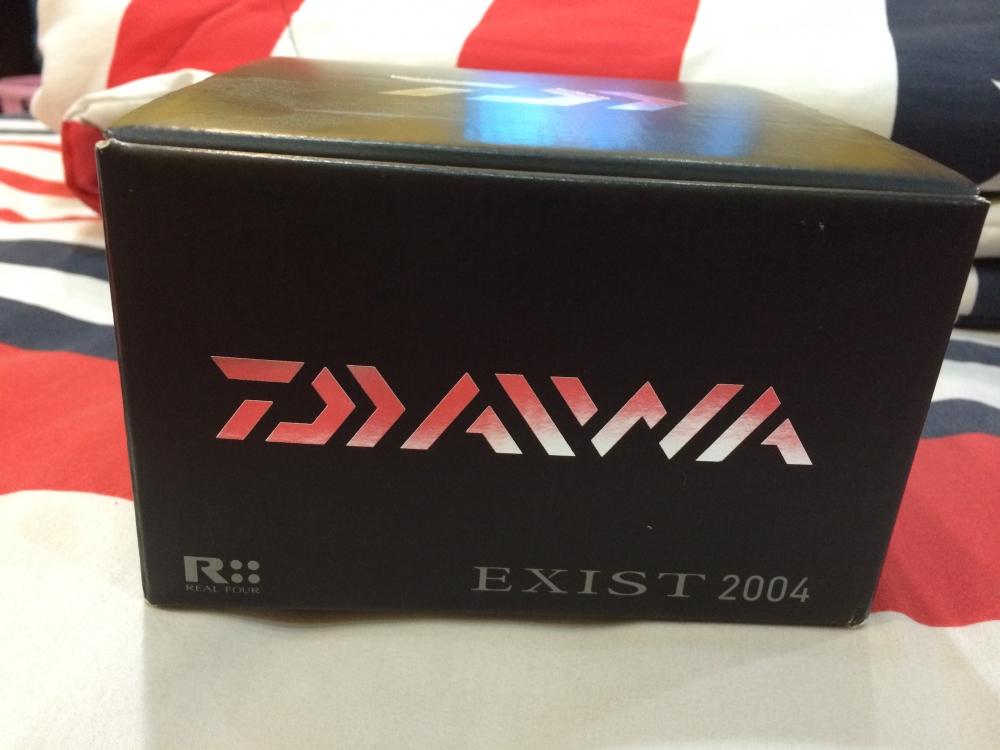 DAIWA
R
REAL FOUR
EXIST 2004